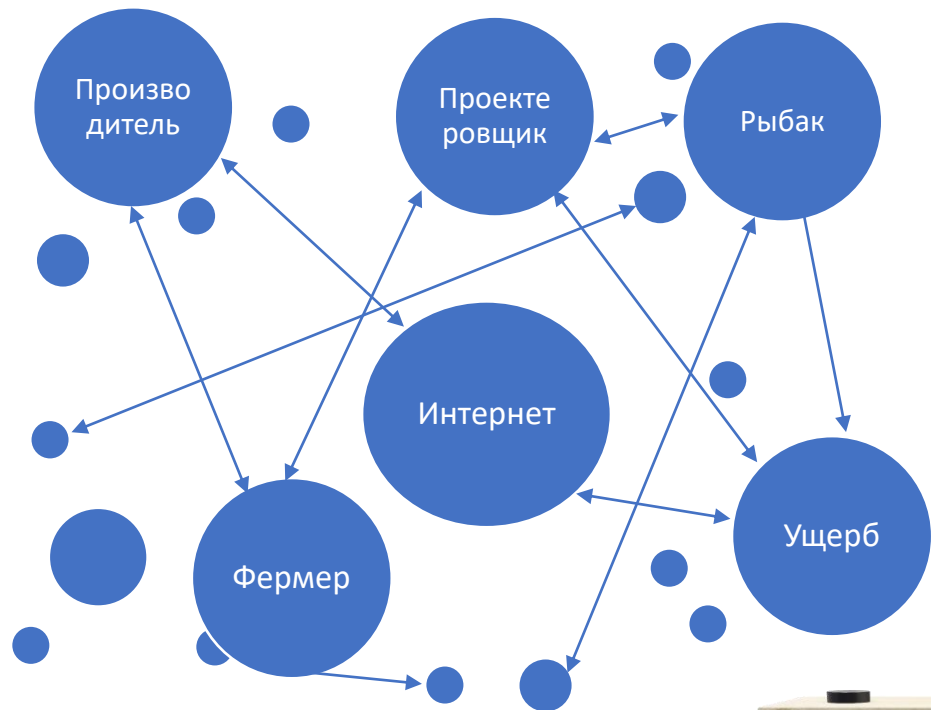 Произво
дитель
Проекте
ровщик
Рыбак
Интернет
Ущерб
Фермер